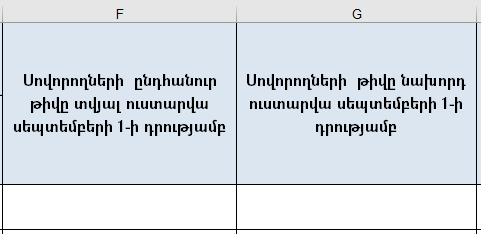 F
G
Սովորողների ընդհանուր
թիվը տվյալ ուստարվա
սեպտեմբերի 1-ի դրությամբ
Սովորողների թիվը նախորդ
ուստարվա սեպտեմբերի 1-ի
դրությամբ